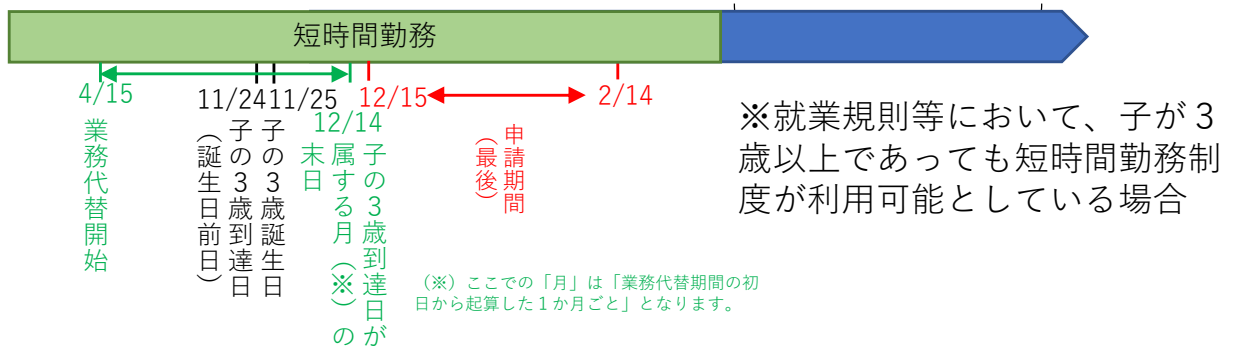 短時間勤務
4/15
業務代替開始
11/24
子の３歳到達日
（誕生日前日）
11/25
子の３歳誕生日
12/14
子の３歳到達日が
属する月（※）の
末日
12/15
2/14
申請期間
（最後）
（※）ここでの「月」は「業務代替期間の初
日から起算した１か月ごと」となります。
※就業規則等において、子が３
歳以上であっても短時間勤務制
度が利用可能としている場合